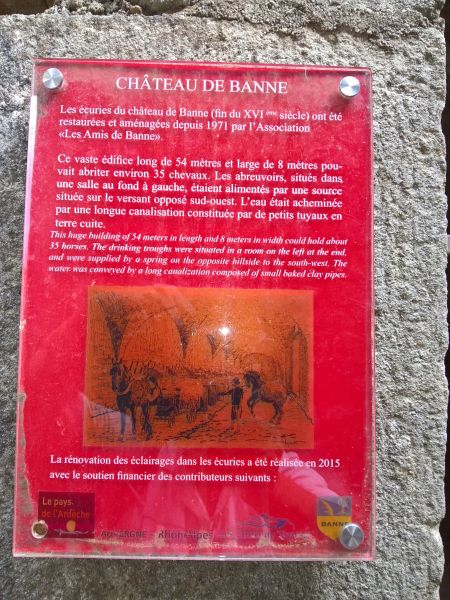 CHÂTEAU DE BANNE
Les écuries du château de Banne (fin du XVI ème siècle) ont été
restaurées et aménagées depuis 1971 par l'Association
«Les Amis de Banne».
Ce vaste édifice long de 54 mètres et large de 8 mètres pou-
vait abriter environ 35 chevaux. Les abreuvoirs, situés dans
une salle au fond à gauche, étaient alimentés par une source
située sur le versant opposé sud-ouest. L'eau était acheminée
par une longue canalisation constituée par de petits tuyaux en
terre cuite.
This huge building of 54 meters in length and 8 meters in width could hold about
35 horses. The drinking troughs were situated in a room on the left at the end,
and were supplied by a spring on the opposite hillside to the south-west. The
water was conveyed by a long canalization composed of small baked clay pipes.
La rénovation des éclairages dans les écuries a été réalisée en 2015
avec le soutien financier des contributeurs suivants :
Le pays
de l'Ardèche
AUVERGNE - Rhône-Alpes
BANNE